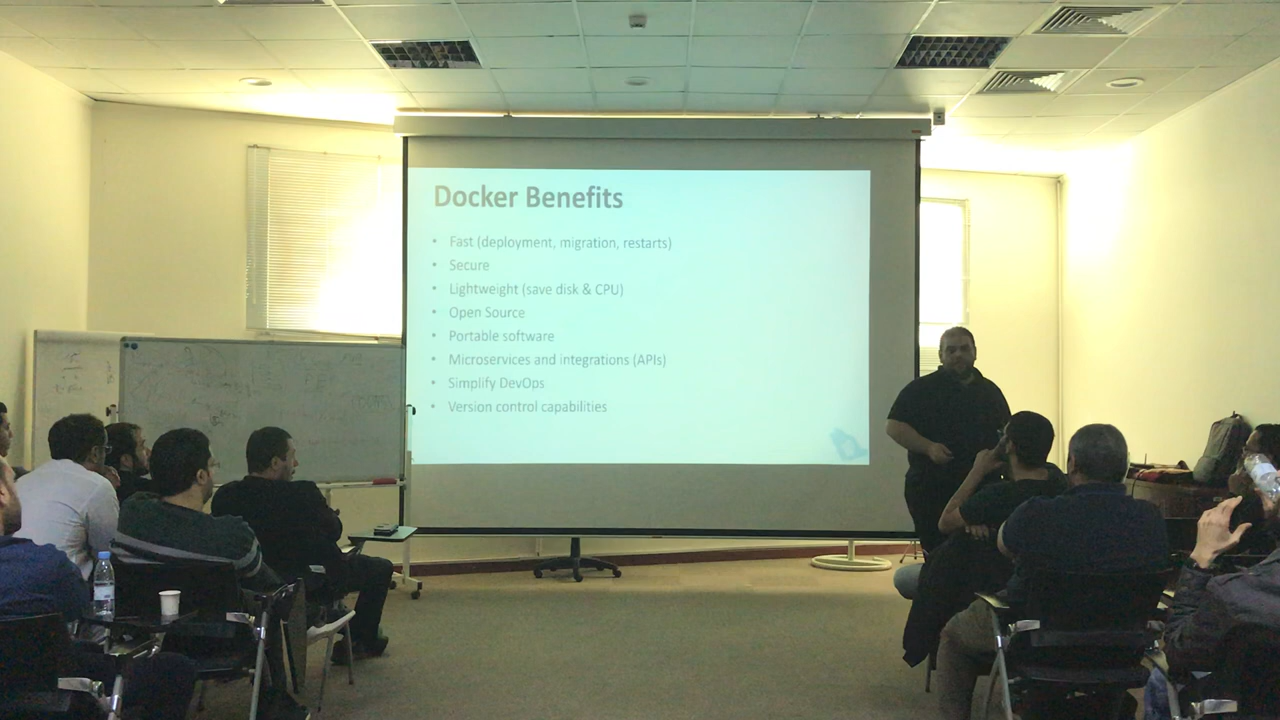 Docker Benefits
• Fast (deployment, migration, restarts)
• Secure
• Lightweight (save disk & CPU)
• Open Source
• Portable software
• Microservices and integrations (APIs)
• Simplify DevOps
• Version control capabilities